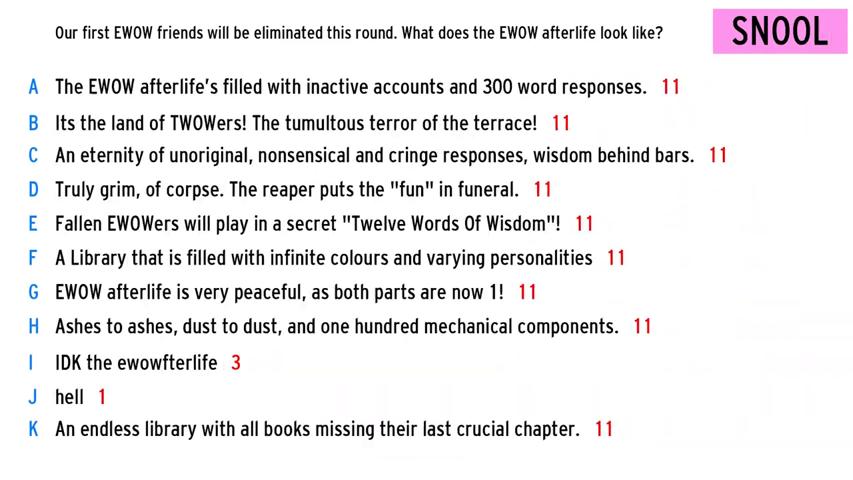 Our first EWOW friends will be eliminated this round. What does the EWOW afterlife look like?
SNOOL
A The EWOW afterlife's filled with inactive accounts and 300 word responses. 11
B Its the land of TWOWers! The tumultous terror of the terrace! 11
C An eternity of unoriginal, nonsensical and cringe responses, wisdom behind bars. 11
D Truly grim, of corpse. The reaper puts the "fun" in funeral. 11
E Fallen EWOWers will play in a secret "Twelve Words Of Wisdom"! 11
F A Library that is filled with infinite colours and varying personalities 11
G EWOW afterlife is very peaceful, as both parts are now 1! 11
H Ashes to ashes, dust to dust, and one hundred mechanical components. 11
I IDK the ewowfterlife 3
J hell 1
K An endless library with all books missing their last crucial chapter. 11